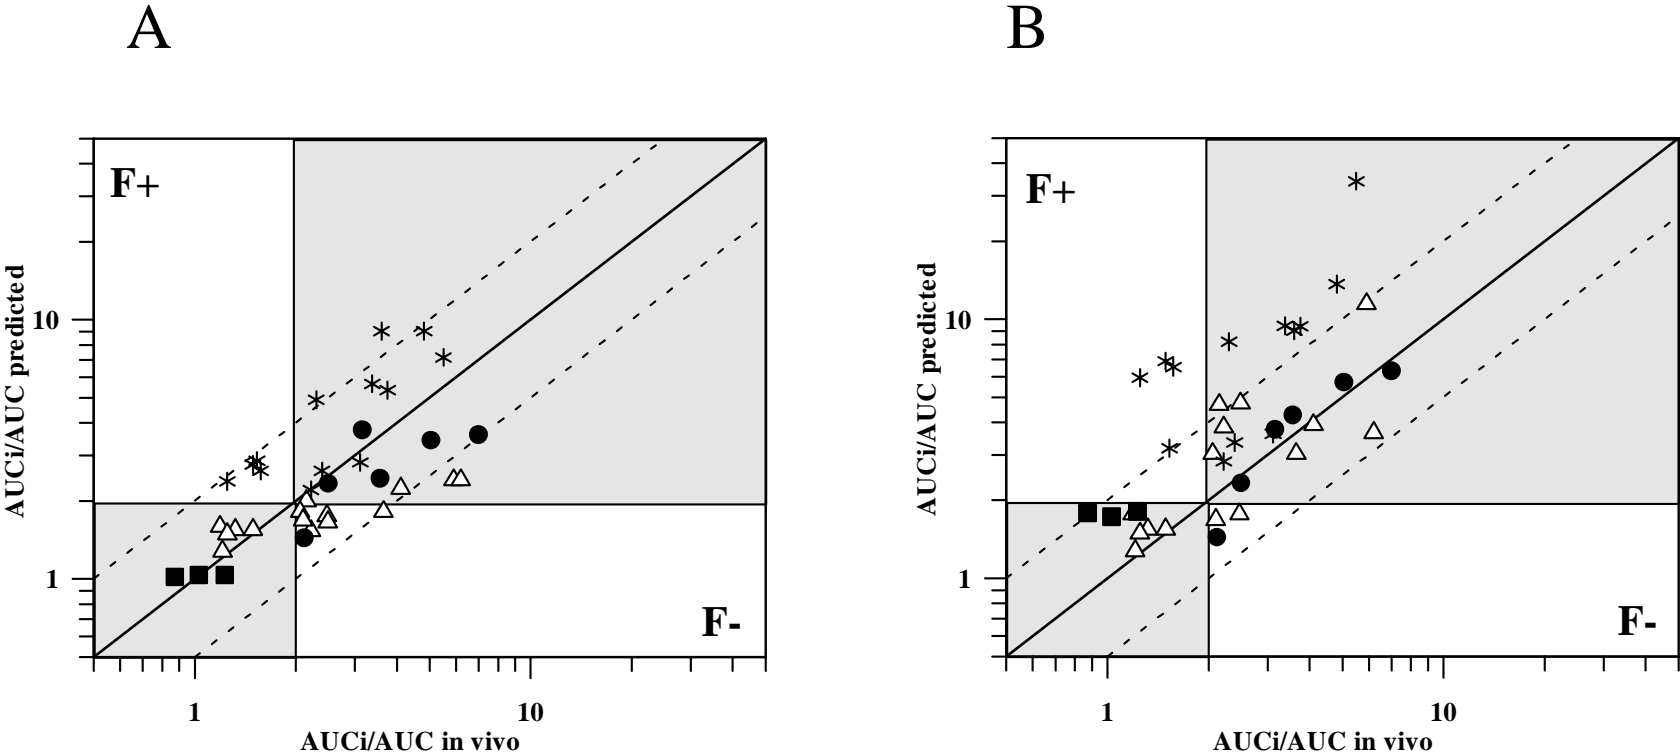 A
B
F+
10
1
F-
1
10
AUCi/AUC predicted
AUCi/AUC in vivo
F+
10
1
F-
1
10
AUCi/AUC predicted
AUCi/AUC in vivo